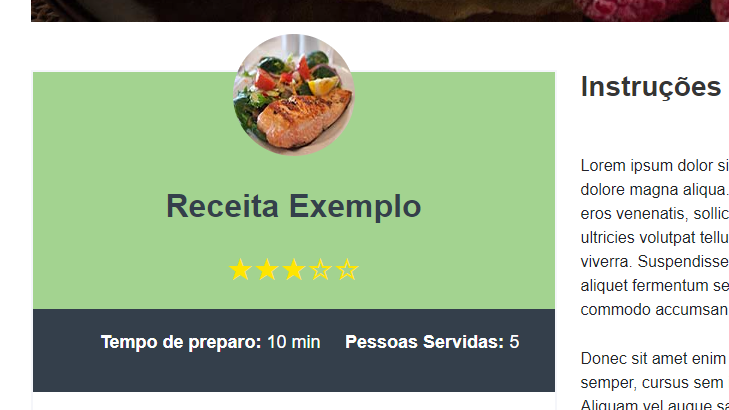 Receita Exemplo
Tempo de preparo: 10 min Pessoas Servidas: 5
Instruções
Lorem ipsum dolor si
dolore magna aliqua.
eros venenatis, sollic
ultricies volutpat tellu
viverra. Suspendisse
aliquet fermentum se
commodo accumsan
Donec sit amet enim
semper, cursus sem
Aliquam vel augue sa